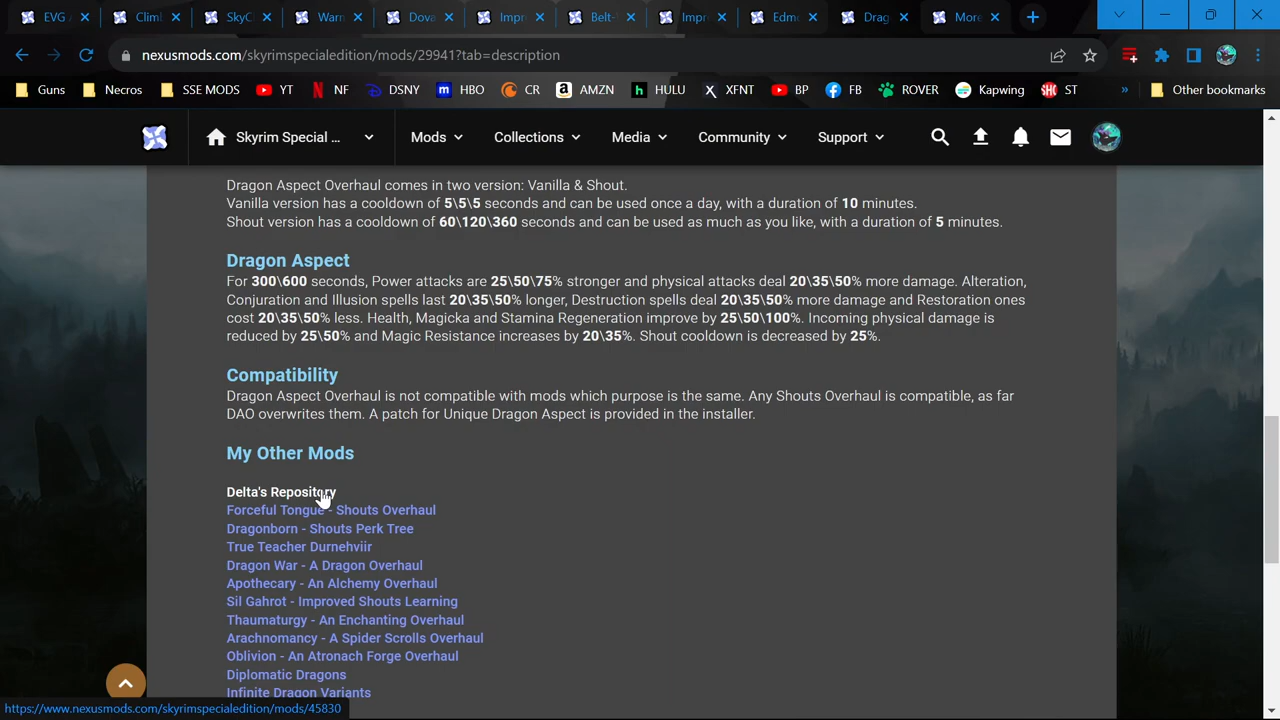 EVG
Climb
SkyC
Warn
Dova
Impro
Belt-
Impro
Edmo
Drag
More
nexusmods.com/skyrimspecialedition/mods/29941?tab=description
Guns
Necros
SSE MODS
YT
NF
DSNY
HBO
CR
AMZN
HULU
XFNT
BP
FB
ROVER
Kapwing
ST
»
Other bookmarks
Skyrim Special ...
Mods
Collections
Media
Community
Support
Dragon Aspect Overhaul comes in two version: Vanilla & Shout.
Vanilla version has a cooldown of 5\5\5 seconds and can be used once a day, with a duration of 10 minutes.
Shout version has a cooldown of 60\120\360 seconds and can be used as much as you like, with a duration of 5 minutes.
Dragon Aspect
For 300\600 seconds, Power attacks are 25\50\75% stronger and physical attacks deal 20\35\50% more damage. Alteration,
Conjuration and Illusion spells last 20\35\50% longer, Destruction spells deal 20\35\50% more damage and Restoration ones
cost 20\35\50% less. Health, Magicka and Stamina Regeneration improve by 25\50\100%. Incoming physical damage is
reduced by 25\50% and Magic Resistance increases by 20\35%. Shout cooldown is decreased by 25%.
Compatibility
Dragon Aspect Overhaul is not compatible with mods which purpose is the same. Any Shouts Overhaul is compatible, as far
DAO overwrites them. A patch for Unique Dragon Aspect is provided in the installer.
My Other Mods
Delta's Repository
Forceful Tongue - Shouts Overhaul
Dragonborn - Shouts Perk Tree
True Teacher Durnehviir
Dragon War - A Dragon Overhaul
Apothecary - An Alchemy Overhaul
Sil Gahrot - Improved Shouts Learning
Thaumaturgy - An Enchanting Overhaul
Arachnomancy - A Spider Scrolls Overhaul
Oblivion - An Atronach Forge Overhaul
Diplomatic Dragons
Infinite Dragon Variants
https://www.nexusmods.com/skyrimspecialedition/mods/45830